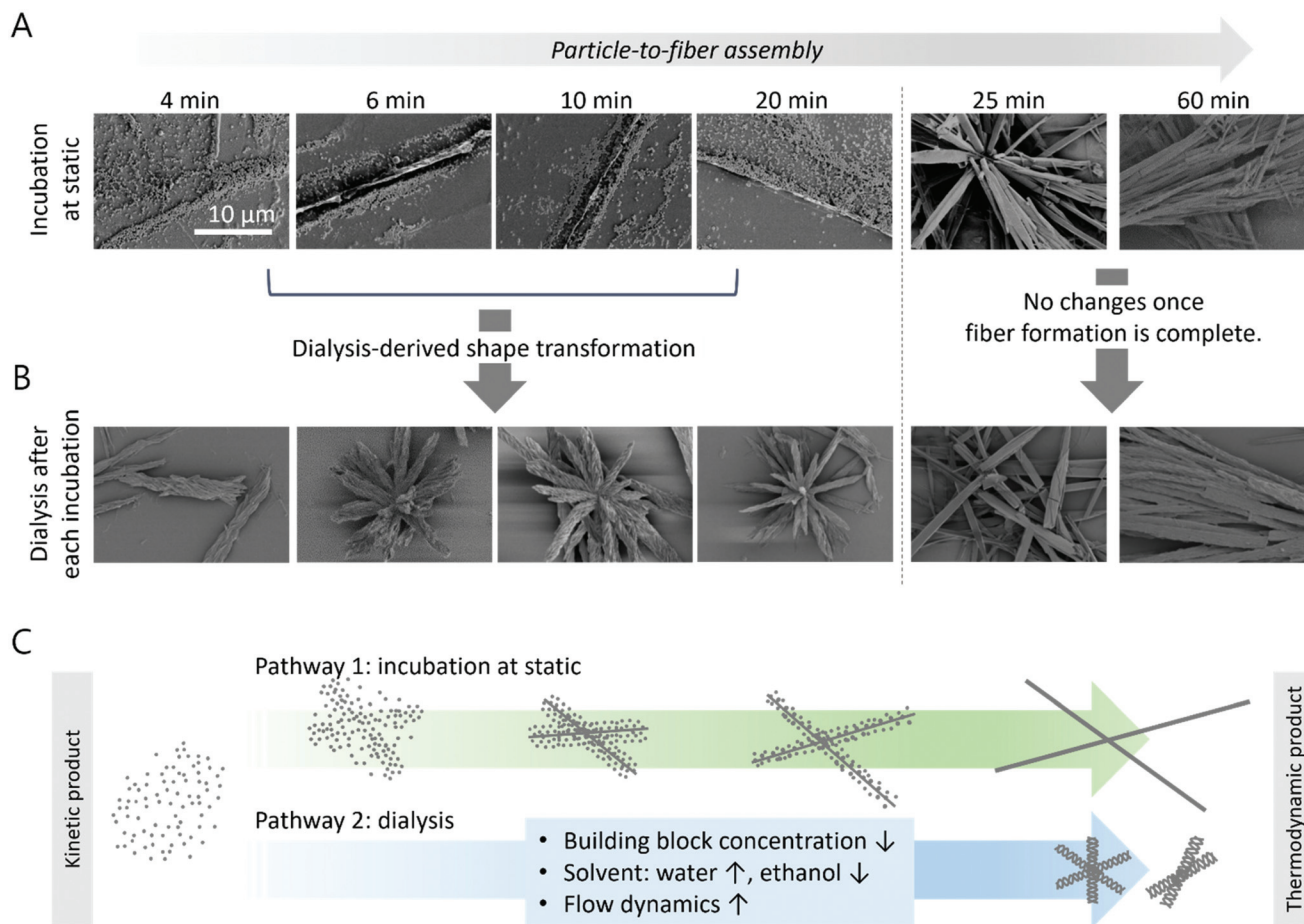 A
Particle-to-fiber assembly
4 min
6 min
10 min
20 min
25 min
60 min
Incubation
at static
10 μm
Dialysis-derived shape transformation
No changes once
fiber formation is complete.
B
Dialysis after
each incubation
C
Pathway 1: incubation at static
Kinetic product
Thermodynamic product
Pathway 2: dialysis
• Building block concentration ↓
• Solvent: water ↑, ethanol ↓
• Flow dynamics ↑